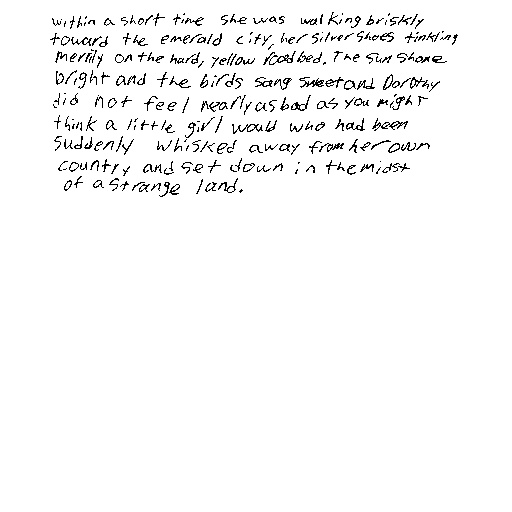 within a short time she was walking briskly
toward the emerald city, her silver shoes tinkling
merrily on the hard, yellow roadbed. The sun shone
bright and the birds sang sweet and Dorothy
did not feel nearly as bad as you might
think a little girl would who had been
suddenly whisked away from her own
country and set down in the midst
of a strange land.